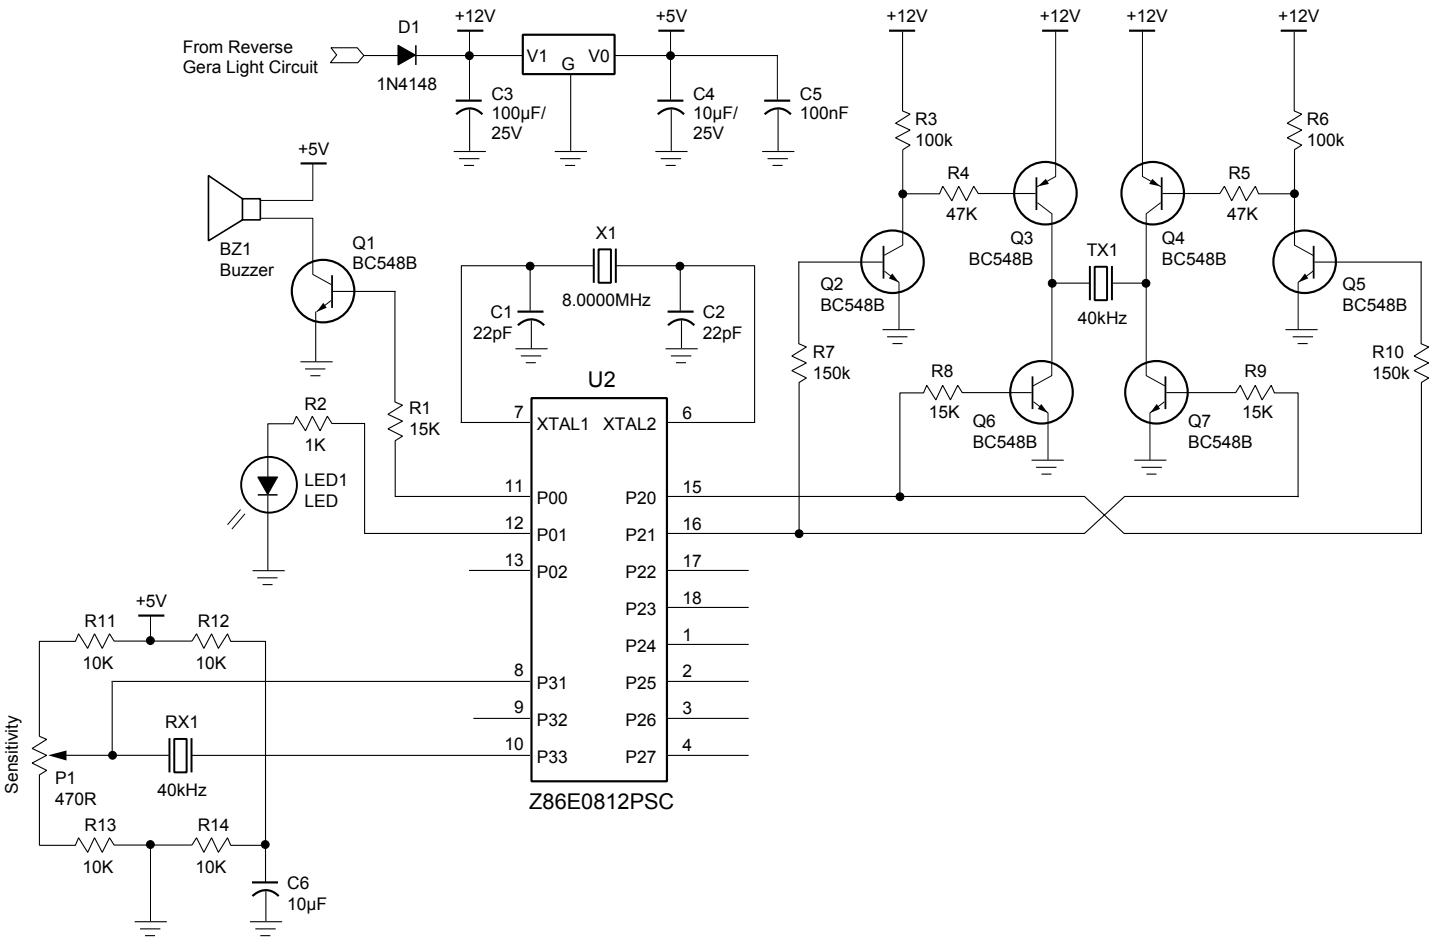 From Reverse
Gera Light Circuit
D1
1N4148
+12V
V1
G
V0
+5V
C3
100µF/
25V
C4
10µF/
25V
C5
100nF
+12V
+12V
+12V
+12V
R3
100k
R6
100k
R4
47K
R5
47K
Q3
BC548B
Q4
BC548B
TX1
40kHz
Q2
BC548B
Q5
BC548B
R7
150k
R10
150k
R8
15K
R9
15K
Q6
BC548B
Q7
BC548B
+5V
BZ1
Buzzer
Q1
BC548B
X1
8.0000MHz
C1
22pF
C2
22pF
R1
15K
R2
1K
LED1
LED
U2
7
XTAL1
XTAL2
6
11
P00
P20
15
12
P01
P21
16
13
P02
P22
17
P23
18
P24
1
8
P31
P25
2
9
P32
P26
3
10
P33
P27
4
Z86E0812PSC
+5V
R11
10K
R12
10K
Sensitivity
P1
470R
RX1
40kHz
R13
10K
R14
10K
C6
10µF